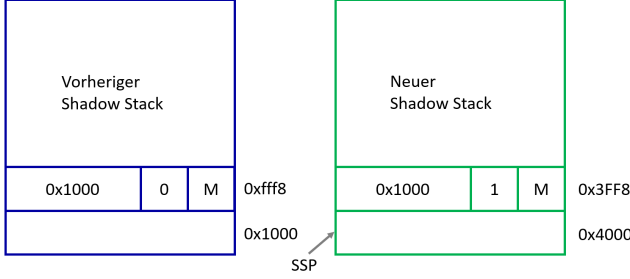 Vorheriger
Shadow Stack
0x1000 0 M 0xfff8
0x1000
Neuer
Shadow Stack
0x1000 1 M 0x3FF8
0x4000
SSP